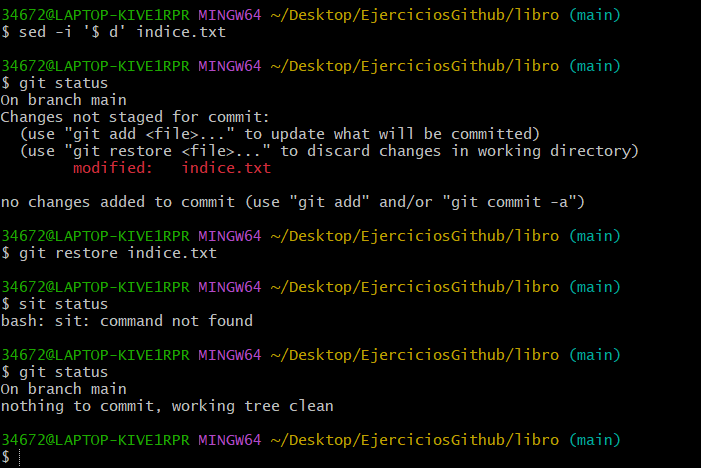 34672@LAPTOP-KIVE1RPR MINGW64 ~/Desktop/EjerciciosGithub/libro (main)
$ sed -i '$ d' indice.txt
34672@LAPTOP-KIVE1RPR MINGW64 ~/Desktop/EjerciciosGithub/libro (main)
$ git status
On branch main
Changes not staged for commit:
  (use "git add <file>..." to update what will be committed)
  (use "git restore <file>..." to discard changes in working directory)
        modified:   indice.txt
no changes added to commit (use "git add" and/or "git commit -a")
34672@LAPTOP-KIVE1RPR MINGW64 ~/Desktop/EjerciciosGithub/libro (main)
$ git restore indice.txt
34672@LAPTOP-KIVE1RPR MINGW64 ~/Desktop/EjerciciosGithub/libro (main)
$ sit status
bash: sit: command not found
34672@LAPTOP-KIVE1RPR MINGW64 ~/Desktop/EjerciciosGithub/libro (main)
$ git status
On branch main
nothing to commit, working tree clean
34672@LAPTOP-KIVE1RPR MINGW64 ~/Desktop/EjerciciosGithub/libro (main)
$